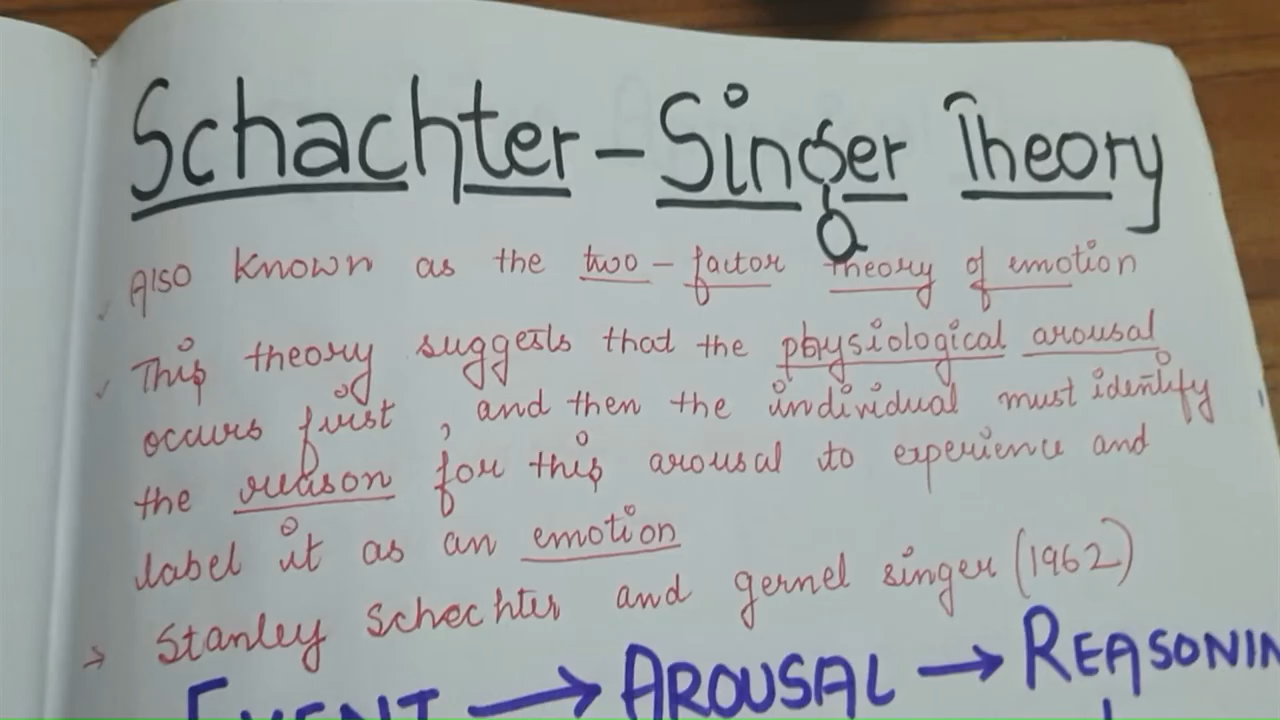 Schachter-Singer Theory
Also known as the two-factor theory of emotion
This theory suggests that the physiological arousal
occurs first, and then the individual must identify
the reason for this arousal to experience and
label it as an emotion
→ Stanley Schechter and gernel singer (1962)
EVENT → AROUSAL → REASONIN